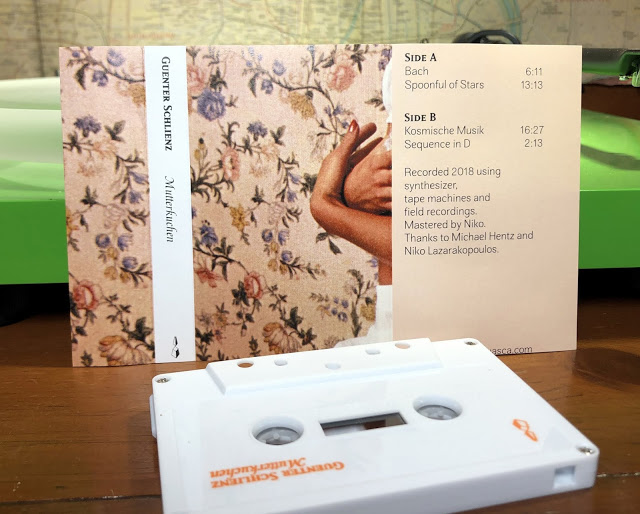 GUENTER SCHLIENZ
Mutterkuchen
SIDE A
Bach 6:11
Spoonful of Stars 13:13
SIDE B
Kosmische Musik 16:27
Sequence in D 2:13
Recorded 2018 using
synthesizer,
tape machines and
field recordings.
Mastered by Niko.
Thanks to Michael Hentz and
Niko Lazarakopoulos.
asca.com
GUENTER SCHLIENZ
Mutterkuchen